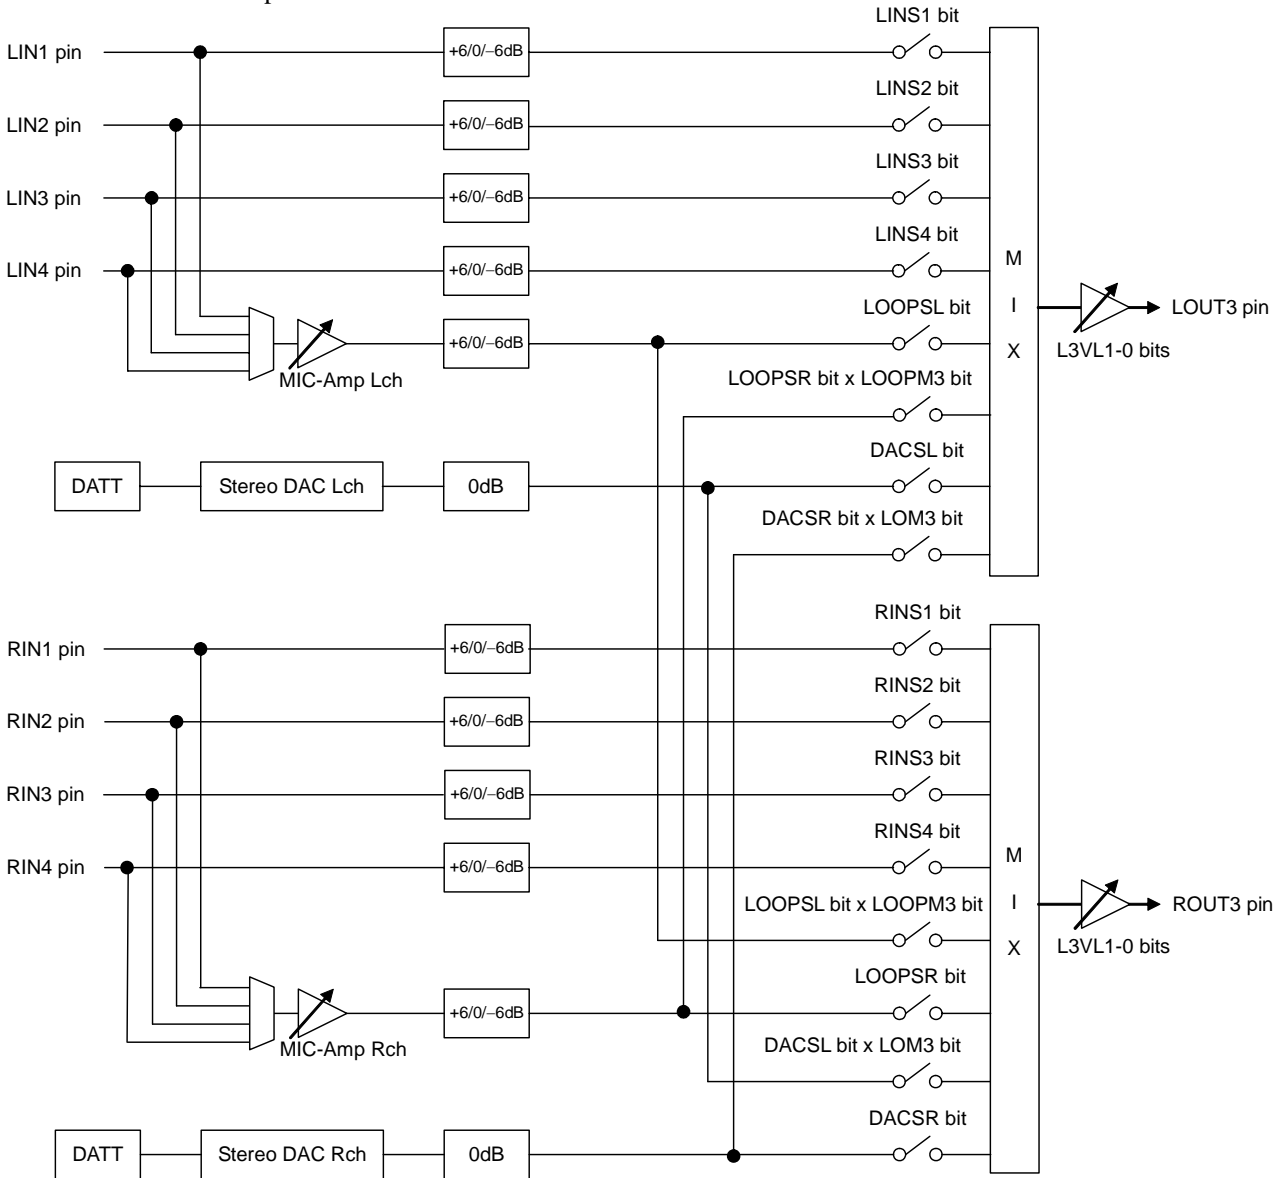 LINS1 bit
LIN1 pin
+6/0/−6dB
LINS2 bit
LIN2 pin
+6/0/−6dB
LINS3 bit
LIN3 pin
+6/0/−6dB
LINS4 bit
LIN4 pin
+6/0/−6dB
M
I
X
LOUT3 pin
L3VL1-0 bits
LOOPSL bit
+6/0/−6dB
MIC-Amp Lch
LOOPSR bit x LOOPM3 bit
DACSL bit
DATT
Stereo DAC Lch
0dB
DACSR bit x LOM3 bit
RINS1 bit
RIN1 pin
+6/0/−6dB
RINS2 bit
RIN2 pin
+6/0/−6dB
RINS3 bit
RIN3 pin
+6/0/−6dB
RINS4 bit
RIN4 pin
+6/0/−6dB
M
I
X
ROUT3 pin
L3VL1-0 bits
LOOPSL bit x LOOPM3 bit
LOOPSR bit
+6/0/−6dB
MIC-Amp Rch
DACSL bit x LOM3 bit
DACSR bit
DATT
Stereo DAC Rch
0dB